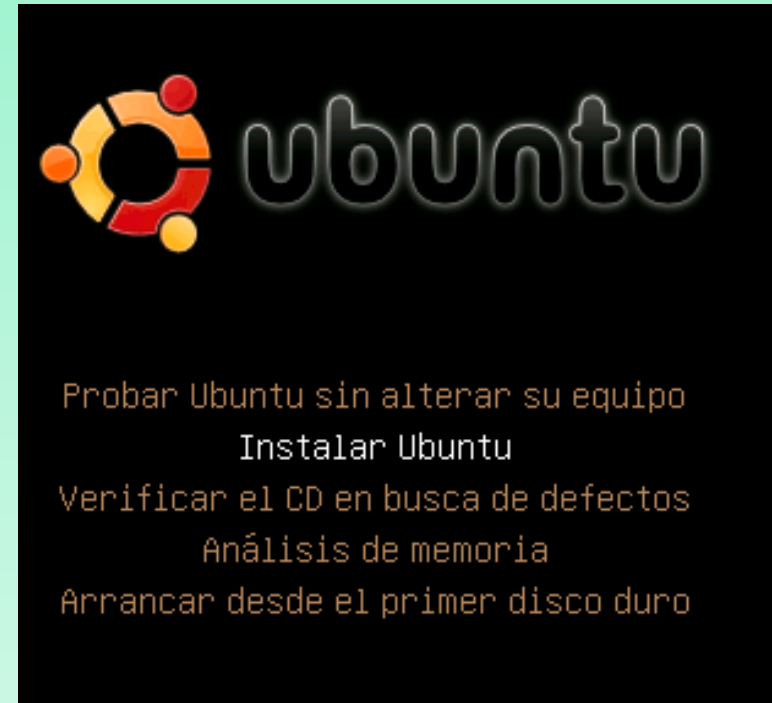 ubuntu
Probar Ubuntu sin alterar su equipo
Instalar Ubuntu
Verificar el CD en busca de defectos
Análisis de memoria
Arrancar desde el primer disco duro